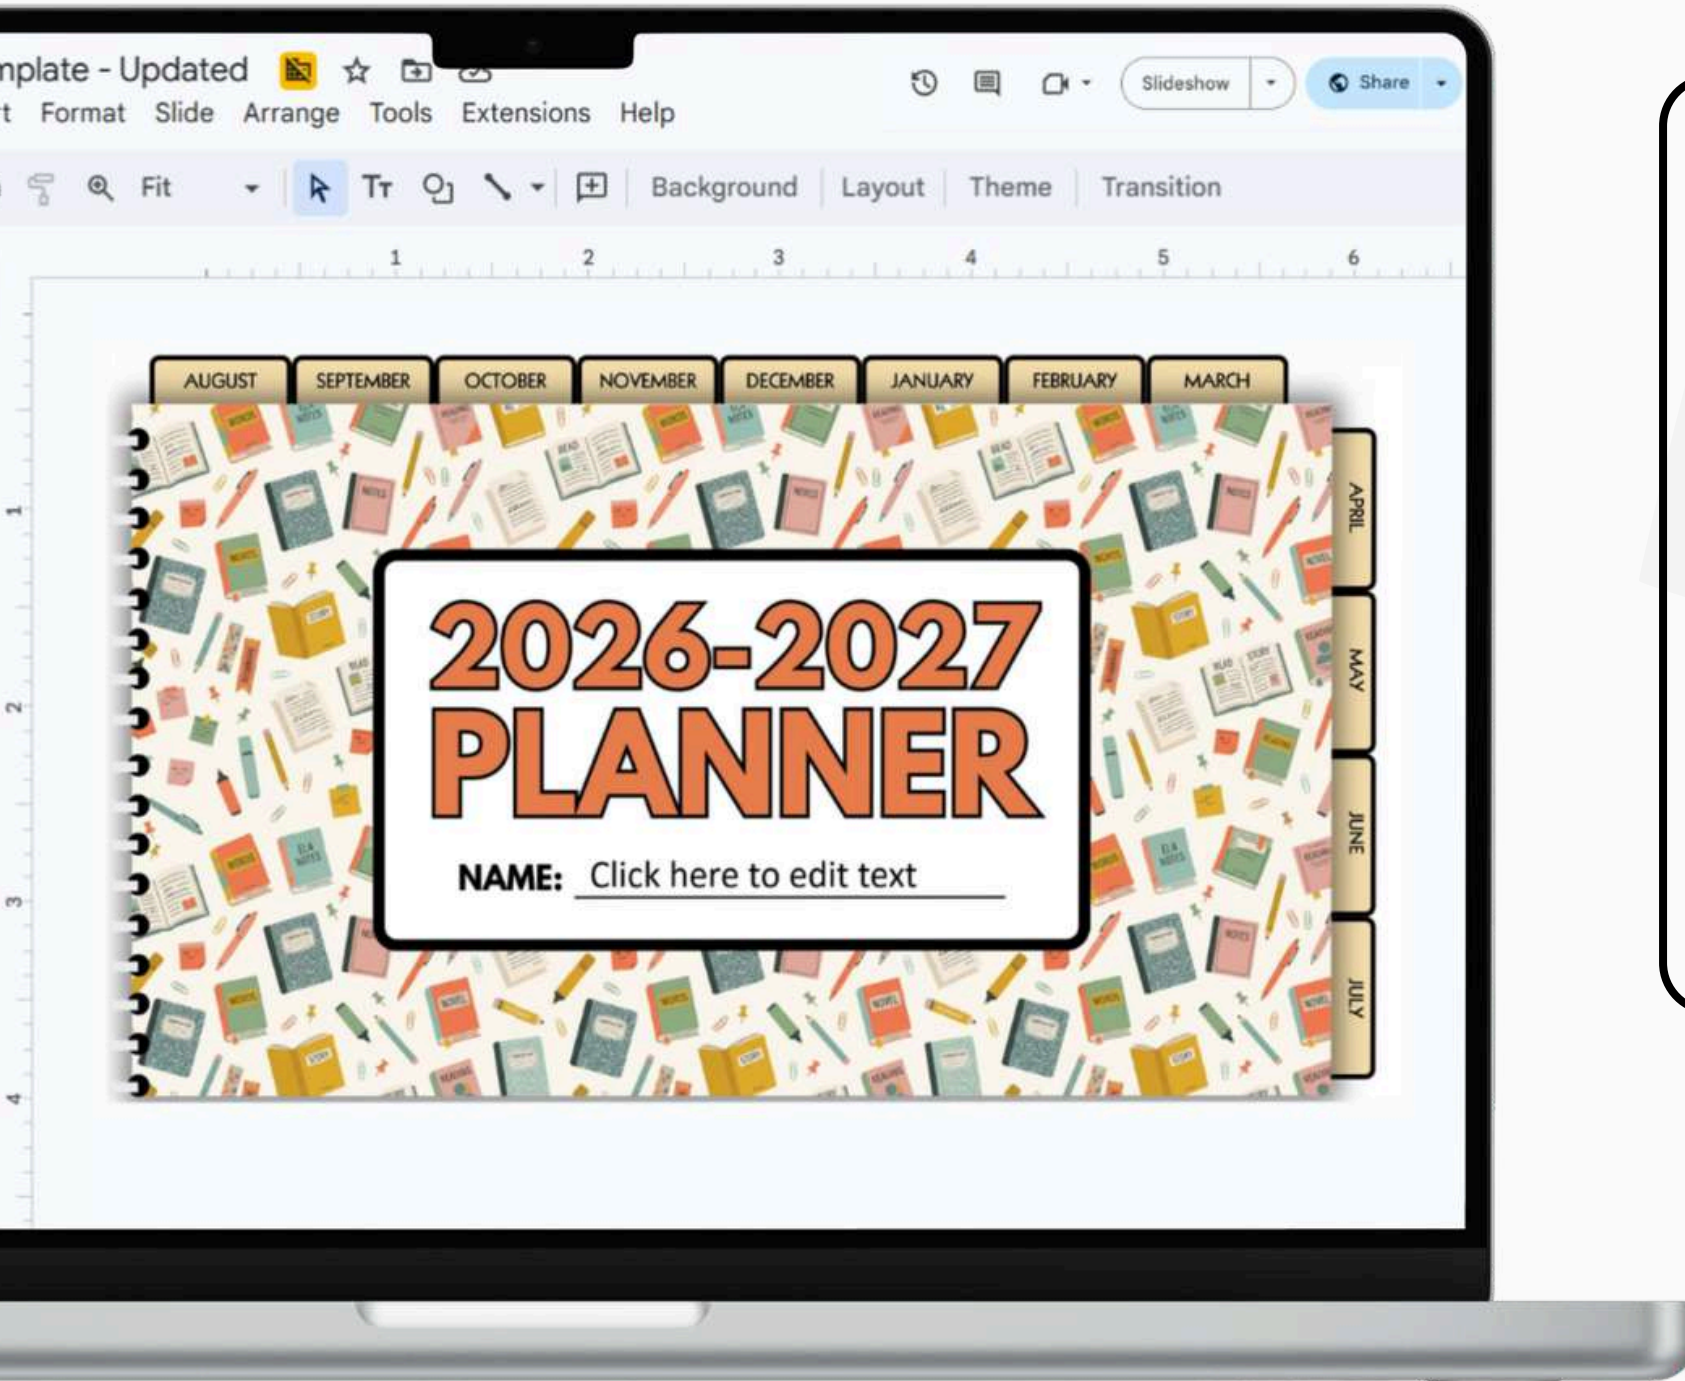 mplate - Updated
Slideshow
Share
t Format Slide Arrange Tools Extensions Help
Fit
Background Layout Theme Transition
1 2 3 4 5 6
AUGUST SEPTEMBER OCTOBER NOVEMBER DECEMBER JANUARY FEBRUARY MARCH
APRIL
MAY
JUNE
JULY
1
2
3
4
2026-2027
PLANNER
NAME: Click here to edit text